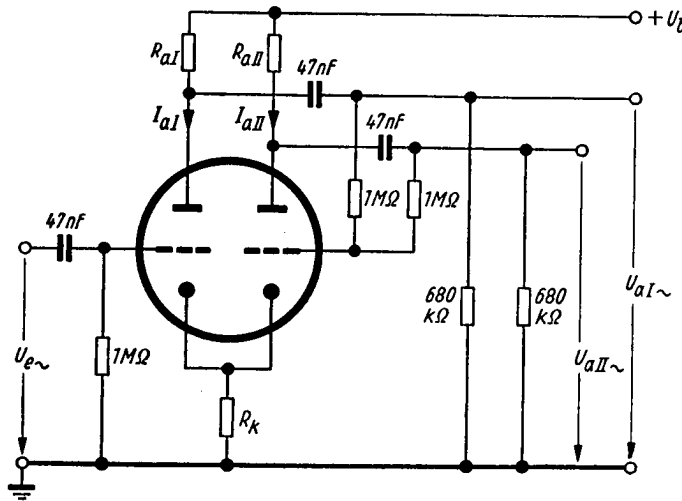 + U_b
R_aI
R_aII
47nF
I_aI
I_aII
47nF
1MΩ
1MΩ
47nF
680
kΩ
680
kΩ
U_aI~
U_e~
1MΩ
U_aII~
R_K